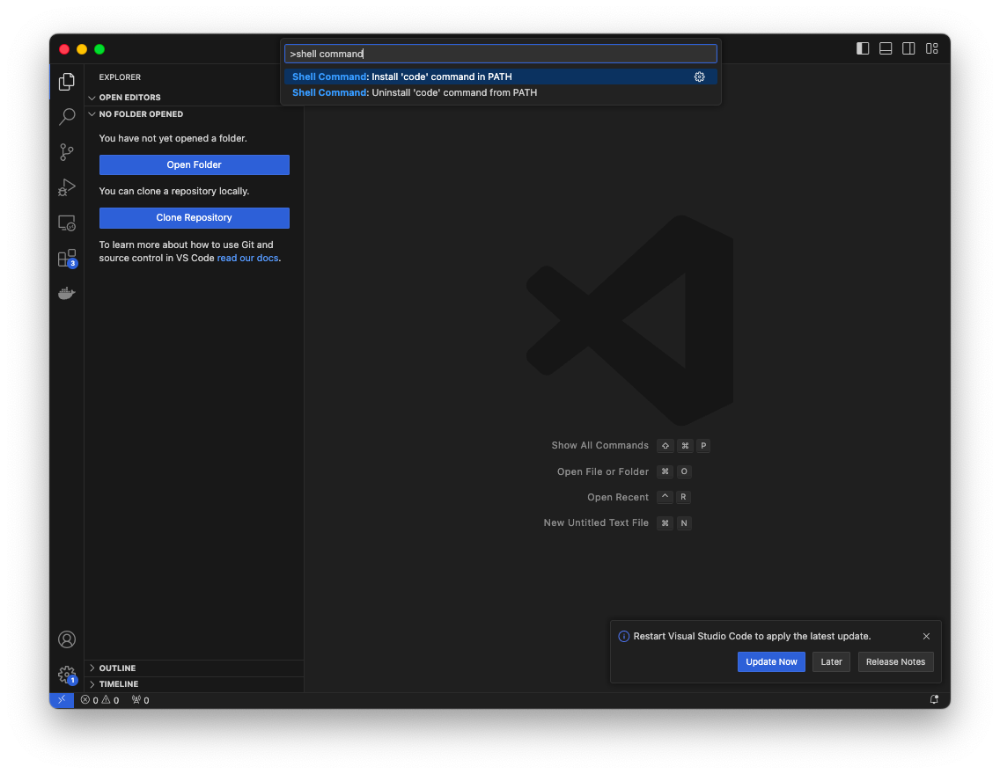 >shell command
Shell Command: Install 'code' command in PATH
Shell Command: Uninstall 'code' command from PATH
EXPLORER
OPEN EDITORS
NO FOLDER OPENED
You have not yet opened a folder.
Open Folder
You can clone a repository locally.
Clone Repository
To learn more about how to use Git and
source control in VS Code read our docs.
3
Show All Commands ⇧ ⌘ P
Open File or Folder ⌘ O
Open Recent ^ R
New Untitled Text File ⌘ N
Restart Visual Studio Code to apply the latest update.
Update Now Later Release Notes
OUTLINE
1
TIMELINE
0 0 0